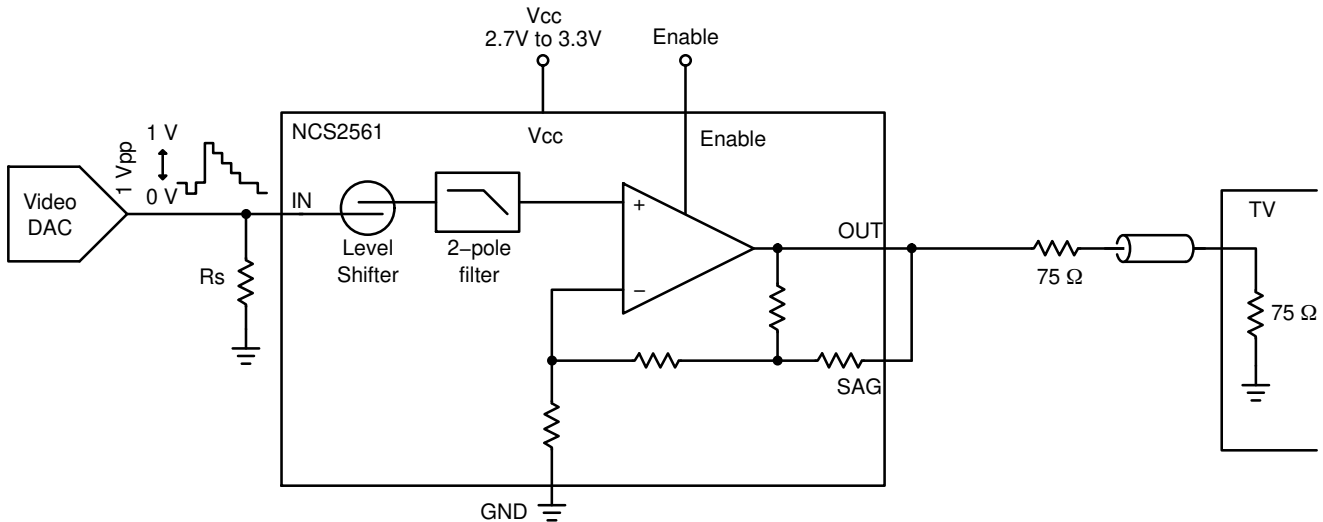 Vcc
2.7V to 3.3V
Enable
NCS2561
Vcc
Enable
1 Vpp
1 V
0 V
Video
DAC
IN
Level
Shifter
2−pole
filter
+
−
OUT
TV
Rs
75 Ω
75 Ω
SAG
GND